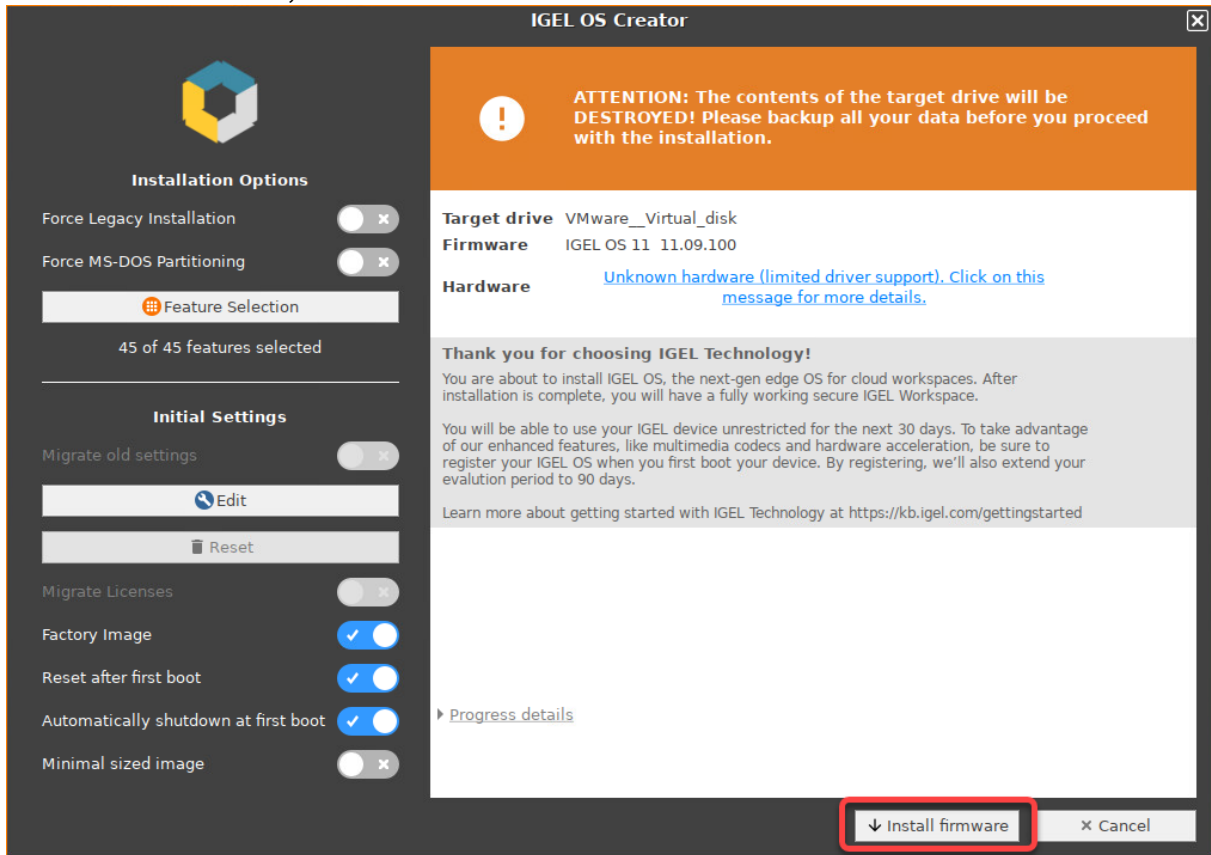 IGEL OS Creator
Installation Options
Force Legacy Installation
Force MS-DOS Partitioning
Feature Selection
45 of 45 features selected
Initial Settings
Migrate old settings
Edit
Reset
Migrate Licenses
Factory Image
Reset after first boot
Automatically shutdown at first boot
Minimal sized image
ATTENTION: The contents of the target drive will be
DESTROYED! Please backup all your data before you proceed
with the installation.
Target drive VMware__Virtual_disk
Firmware IGEL OS 11 11.09.100
Hardware Unknown hardware (limited driver support). Click on this
message for more details.
Thank you for choosing IGEL Technology!
You are about to install IGEL OS, the next-gen edge OS for cloud workspaces. After
installation is complete, you will have a fully working secure IGEL Workspace.
You will be able to use your IGEL device unrestricted for the next 30 days. To take advantage
of our enhanced features, like multimedia codecs and hardware acceleration, be sure to
register your IGEL OS when you first boot your device. By registering, we'll also extend your
evalution period to 90 days.
Learn more about getting started with IGEL Technology at https://kb.igel.com/gettingstarted
Progress details
Install firmware
Cancel